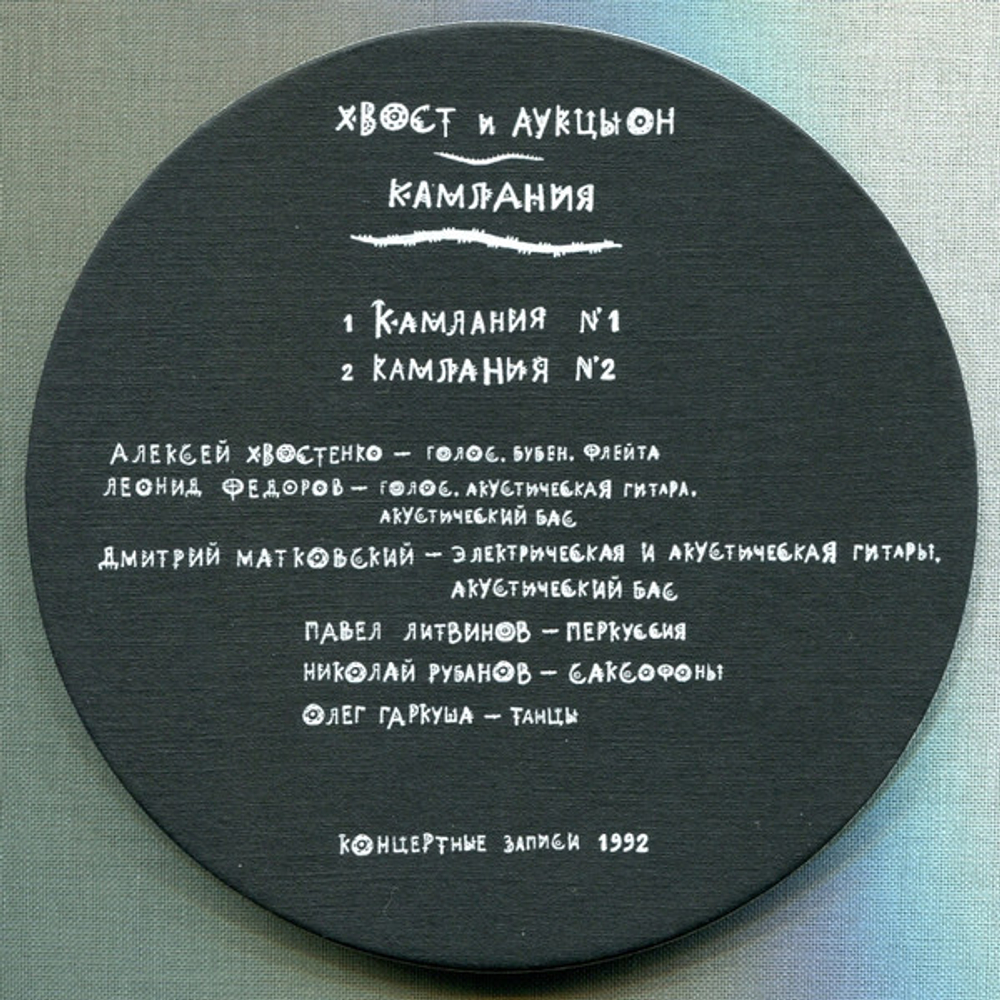 ХВОСТ и АУКЦЫОН
КАМЛАНИЯ
1 КАМЛАНИЯ N°1
2 КАМЛАНИЯ N°2
АЛЕКСЕЙ ХВОСТЕНКО — ГОЛОС, БУБЕН, ФЛЕЙТА
ЛЕОНИД ФЕДОРОВ — ГОЛОС, АКУСТИЧЕСКАЯ ГИТАРА,
АКУСТИЧЕСКИЙ БАС
ДМИТРИЙ МАТКОВСКИЙ — ЭЛЕКТРИЧЕСКАЯ И АКУСТИЧЕСКАЯ ГИТАРЫ,
АКУСТИЧЕСКИЙ БАС
ПАВЕЛ ЛИТВИНОВ — ПЕРКУССИЯ
НИКОЛАЙ РУБАНОВ — САКСОФОНЫ
ОЛЕГ ГАРКУША — ТАНЦЫ
КОНЦЕРТНЫЕ ЗАПИСИ 1992